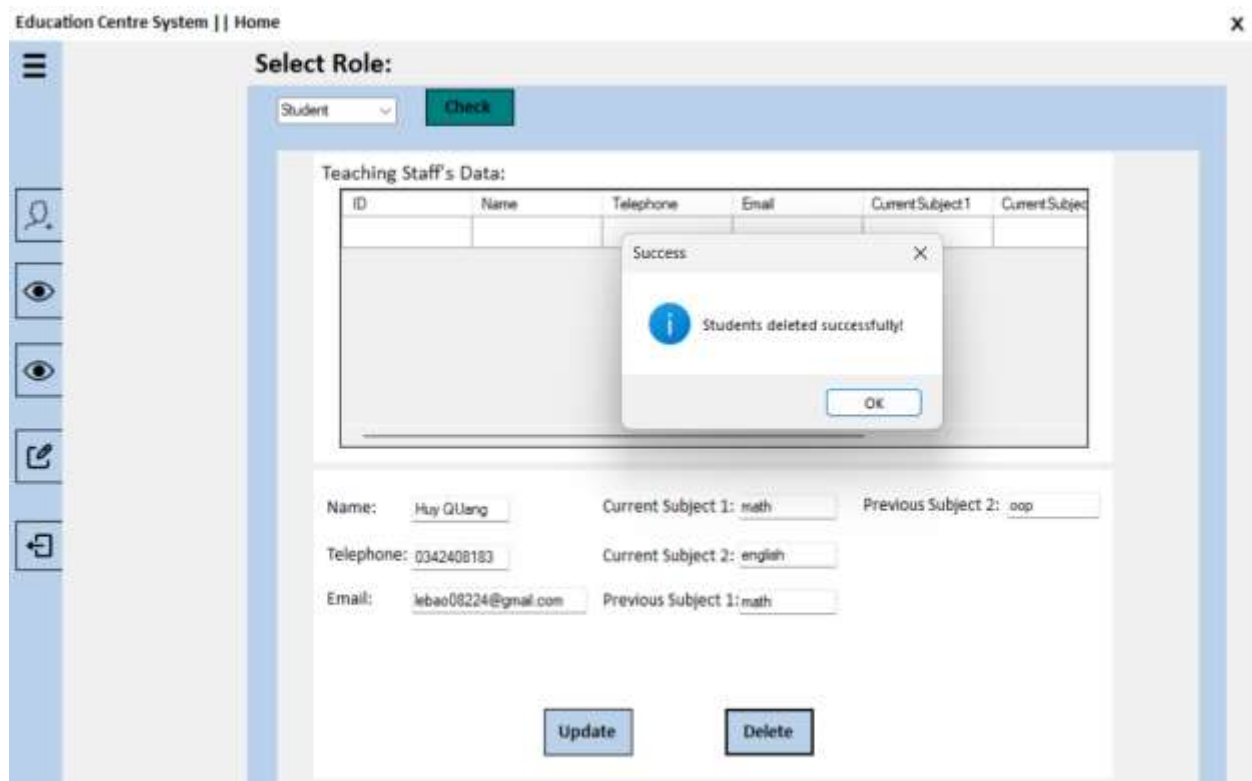 Education Centre System || Home
X
Select Role:
Student
Check
Teaching Staff's Data:
ID Name Telephone Email CurrentSubject1 CurrentSubjec
Success
Students deleted successfully!
OK
Name: Huy QUang Current Subject 1: math Previous Subject 2: oop
Telephone: 0342408183 Current Subject 2: english
Email: lebao08224@gmail.com Previous Subject 1: math
Update Delete